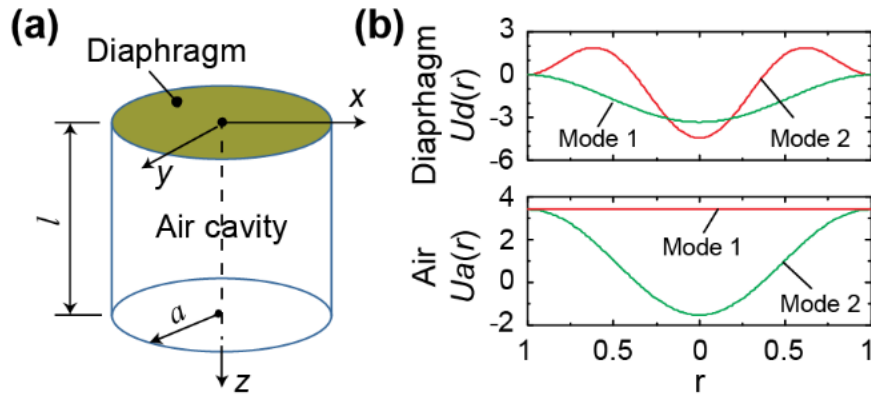 (a)
Diaphragm
x
y
l
Air cavity
a
z
(b)
Diaprhagm
Ud(r)
3
0
-3
-6
Mode 1
Mode 2
Air
Ua(r)
4
2
0
-2
Mode 1
Mode 2
1 0.5 0 0.5 1
r